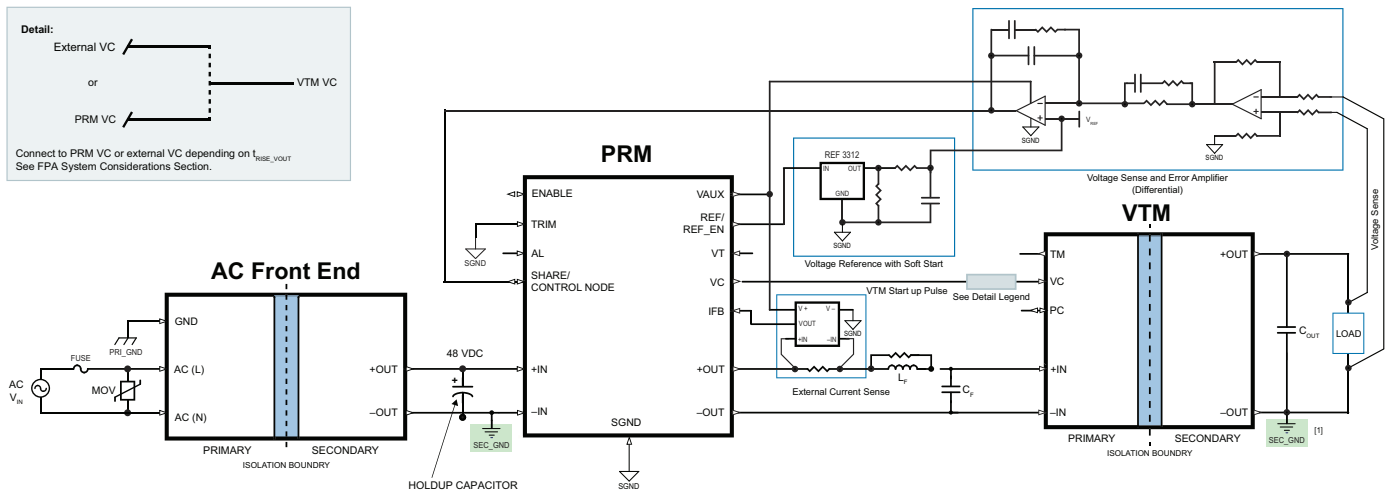 Detail:
External VC
or
VTM VC
PRM VC
Connect to PRM VC or external VC depending on tRISE_VOUT
See FPA System Considerations Section.
SGND
VREF
SGND
Voltage Sense and Error Amplifier
(Differential)
Voltage Sense
PRM
ENABLE
TRIM
SGND
AL
SHARE/
CONTROL NODE
+IN
–IN
SGND
SGND
VAUX
REF/
REF_EN
VT
VC
IFB
+OUT
–OUT
REF 3312
IN
OUT
GND
SGND
SGND
Voltage Reference with Soft Start
VTM Start up Pulse
See Detail Legend
V +
V –
VOUT
+IN
–IN
SGND
External Current Sense
LF
CF
VTM
TM
VC
PC
+IN
–IN
+OUT
–OUT
PRIMARY
SECONDARY
ISOLATION BOUNDRY
COUT
LOAD
SEC_GND
[1]
AC Front End
GND
PRI_GND
FUSE
AC
VIN
MOV
AC (L)
AC (N)
+OUT
–OUT
PRIMARY
SECONDARY
ISOLATION BOUNDRY
48 VDC
+
SEC_GND
HOLDUP CAPACITOR